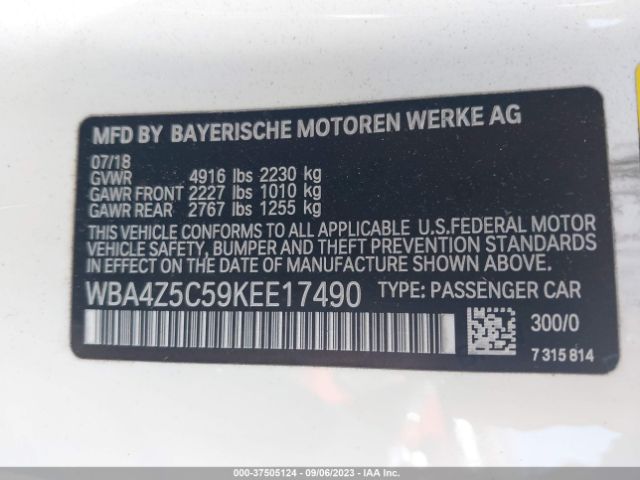 MFD BY BAYERISCHE MOTOREN WERKE AG
07/18
GVWR 4916 lbs 2230 kg
GAWR FRONT 2227 lbs 1010 kg
GAWR REAR 2767 lbs 1255 kg
THIS VEHICLE CONFORMS TO ALL APPLICABLE U.S.FEDERAL MOTOR
VEHICLE SAFETY, BUMPER AND THEFT PREVENTION STANDARDS
IN EFFECT ON THE DATE OF MANUFACTURE SHOWN ABOVE.
WBA4Z5C59KEE17490 TYPE: PASSENGER CAR
300/0
7 315 814
000-37505124 - 09/06/2023 - IAAI.COM